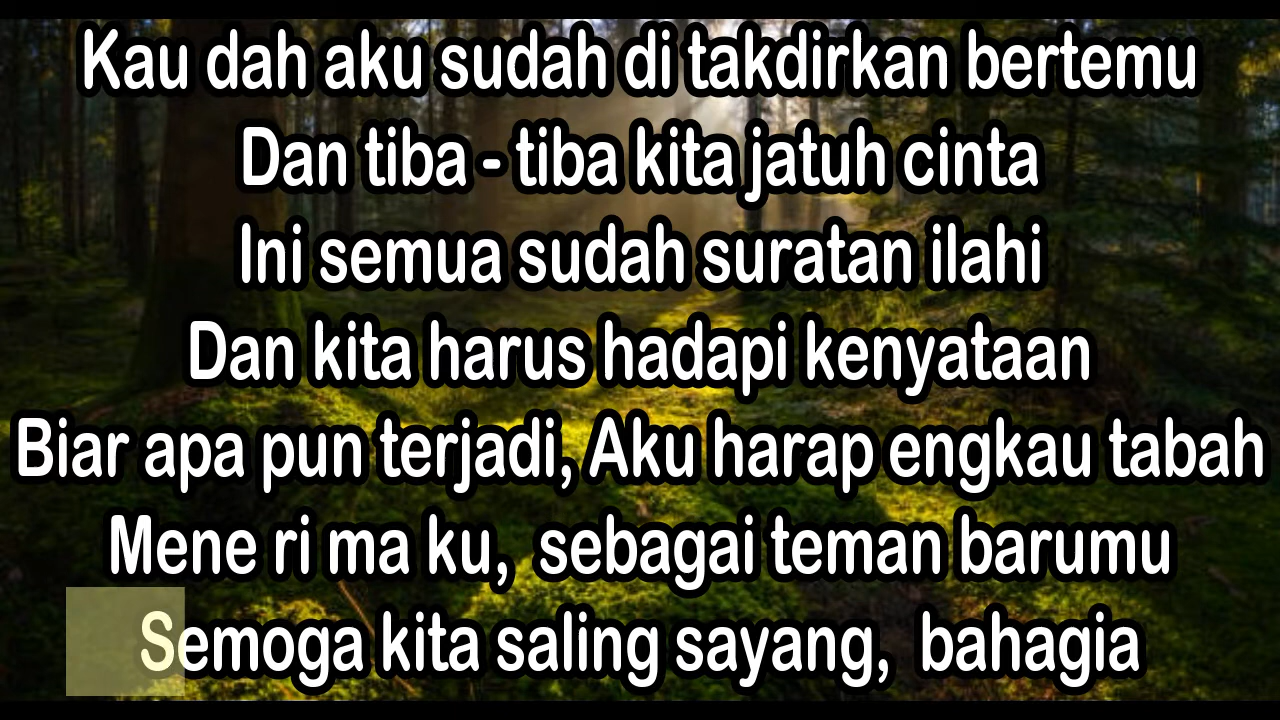 Kau dah aku sudah di takdirkan bertemu
Dan tiba - tiba kita jatuh cinta
Ini semua sudah suratan ilahi
Dan kita harus hadapi kenyataan
Biar apa pun terjadi, Aku harap engkau tabah
Mene ri ma ku,  sebagai teman barumu
Semoga kita saling sayang,  bahagia